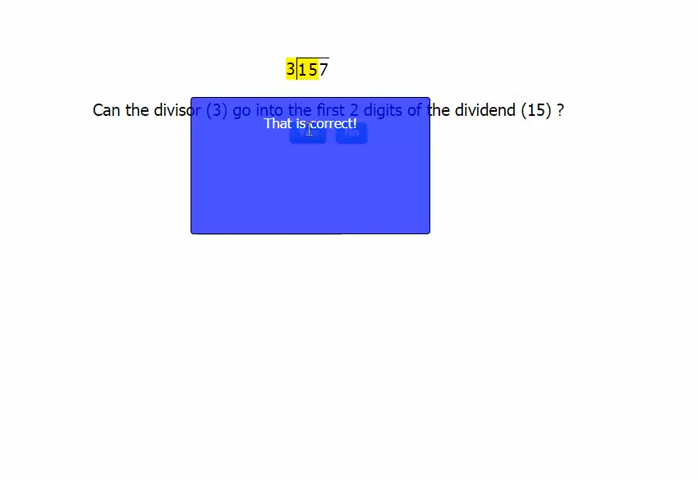 3 157
Can the divisor (3) go into the first 2 digits of the dividend (15) ?
That is correct!